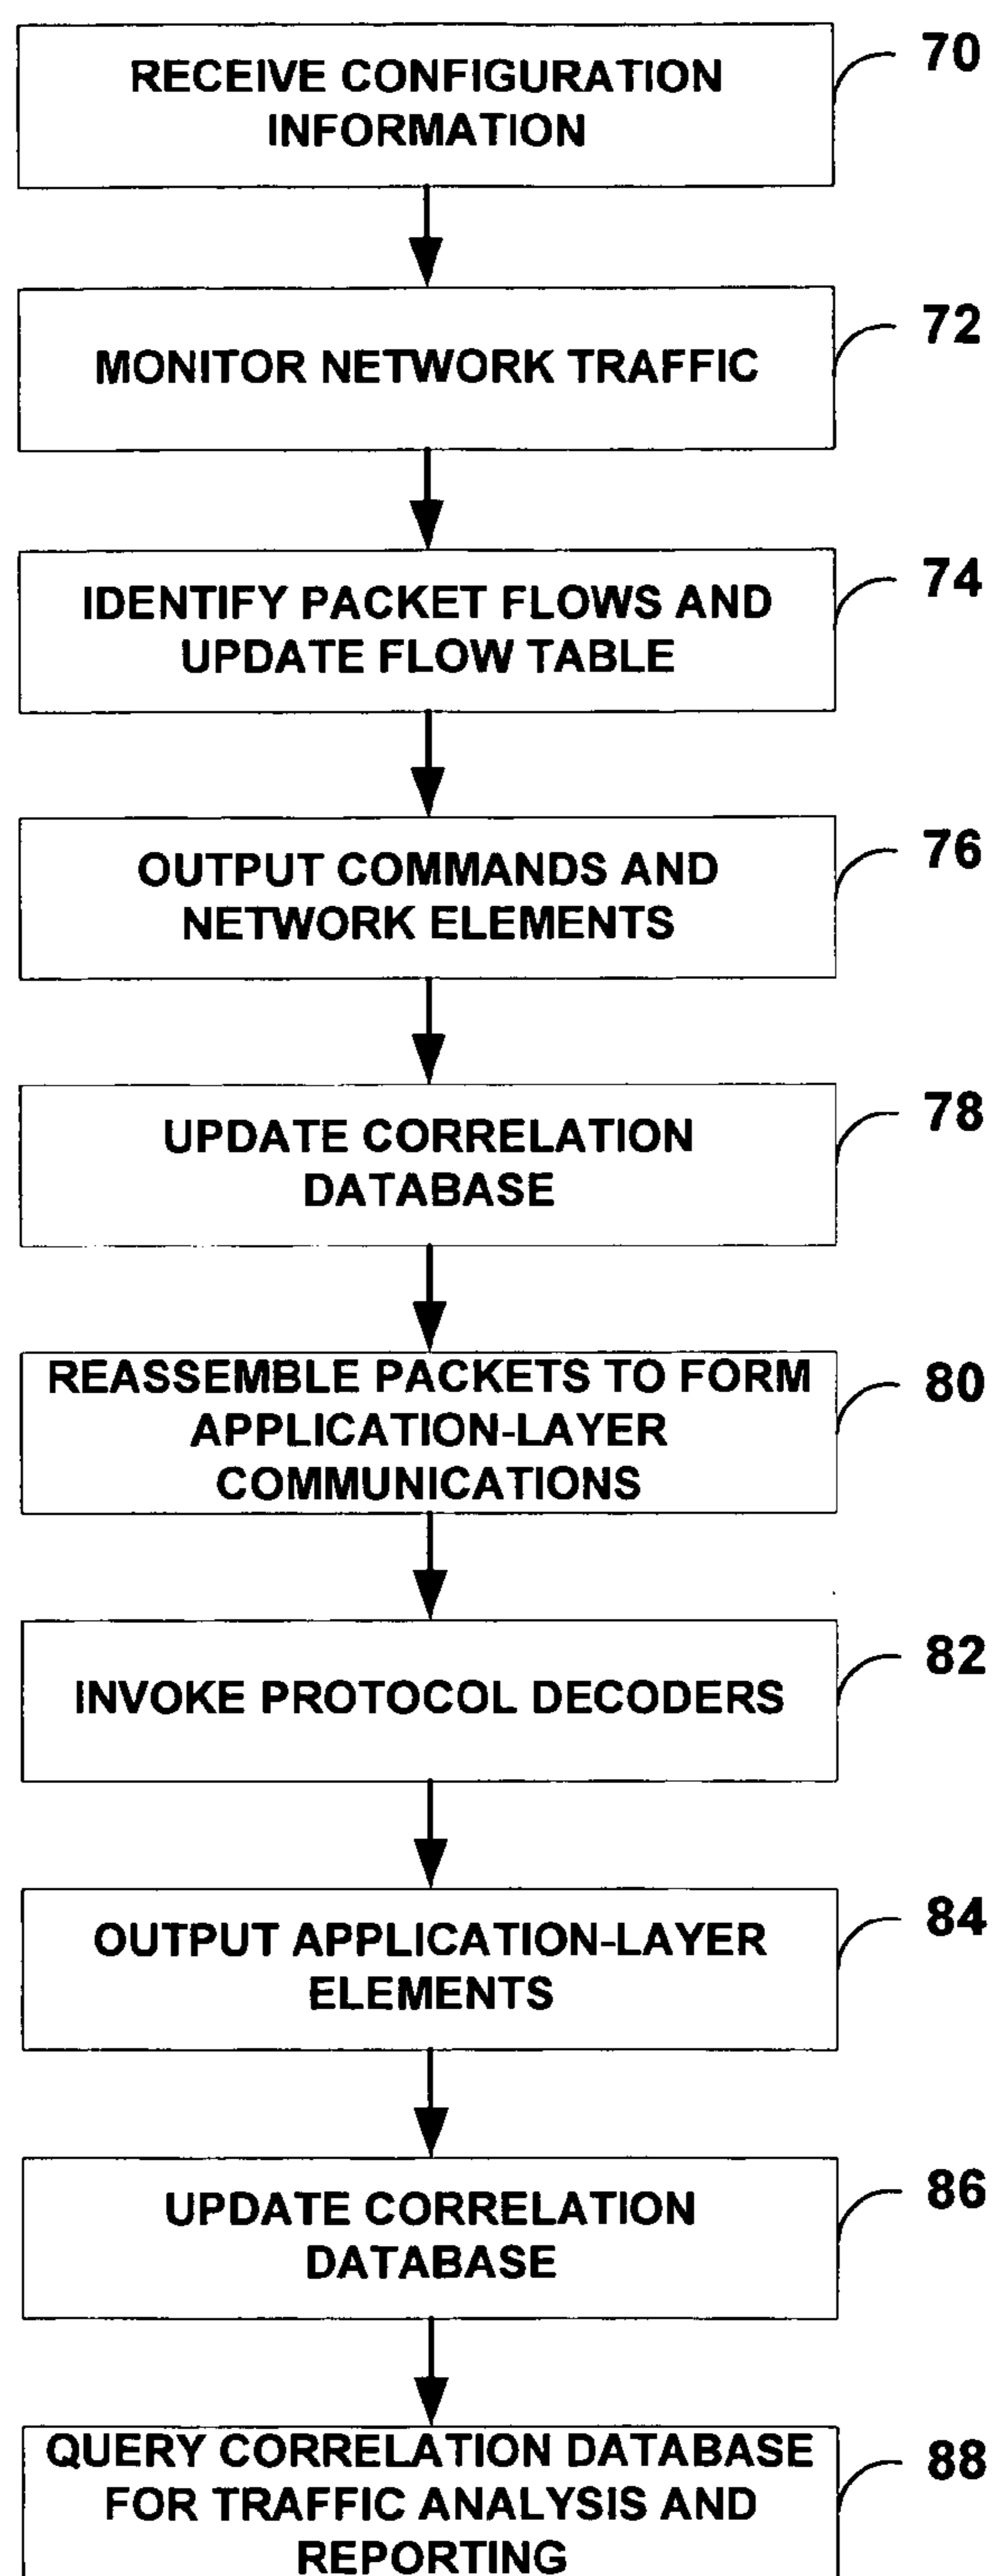 RECEIVE CONFIGURATION
INFORMATION
70
MONITOR NETWORK TRAFFIC
72
IDENTIFY PACKET FLOWS AND
UPDATE FLOW TABLE
74
OUTPUT COMMANDS AND
NETWORK ELEMENTS
76
UPDATE CORRELATION
DATABASE
78
REASSEMBLE PACKETS TO FORM
APPLICATION-LAYER
COMMUNICATIONS
80
INVOKE PROTOCOL DECODERS
82
OUTPUT APPLICATION-LAYER
ELEMENTS
84
UPDATE CORRELATION
DATABASE
86
QUERY CORRELATION DATABASE
FOR TRAFFIC ANALYSIS AND
REPORTING
88